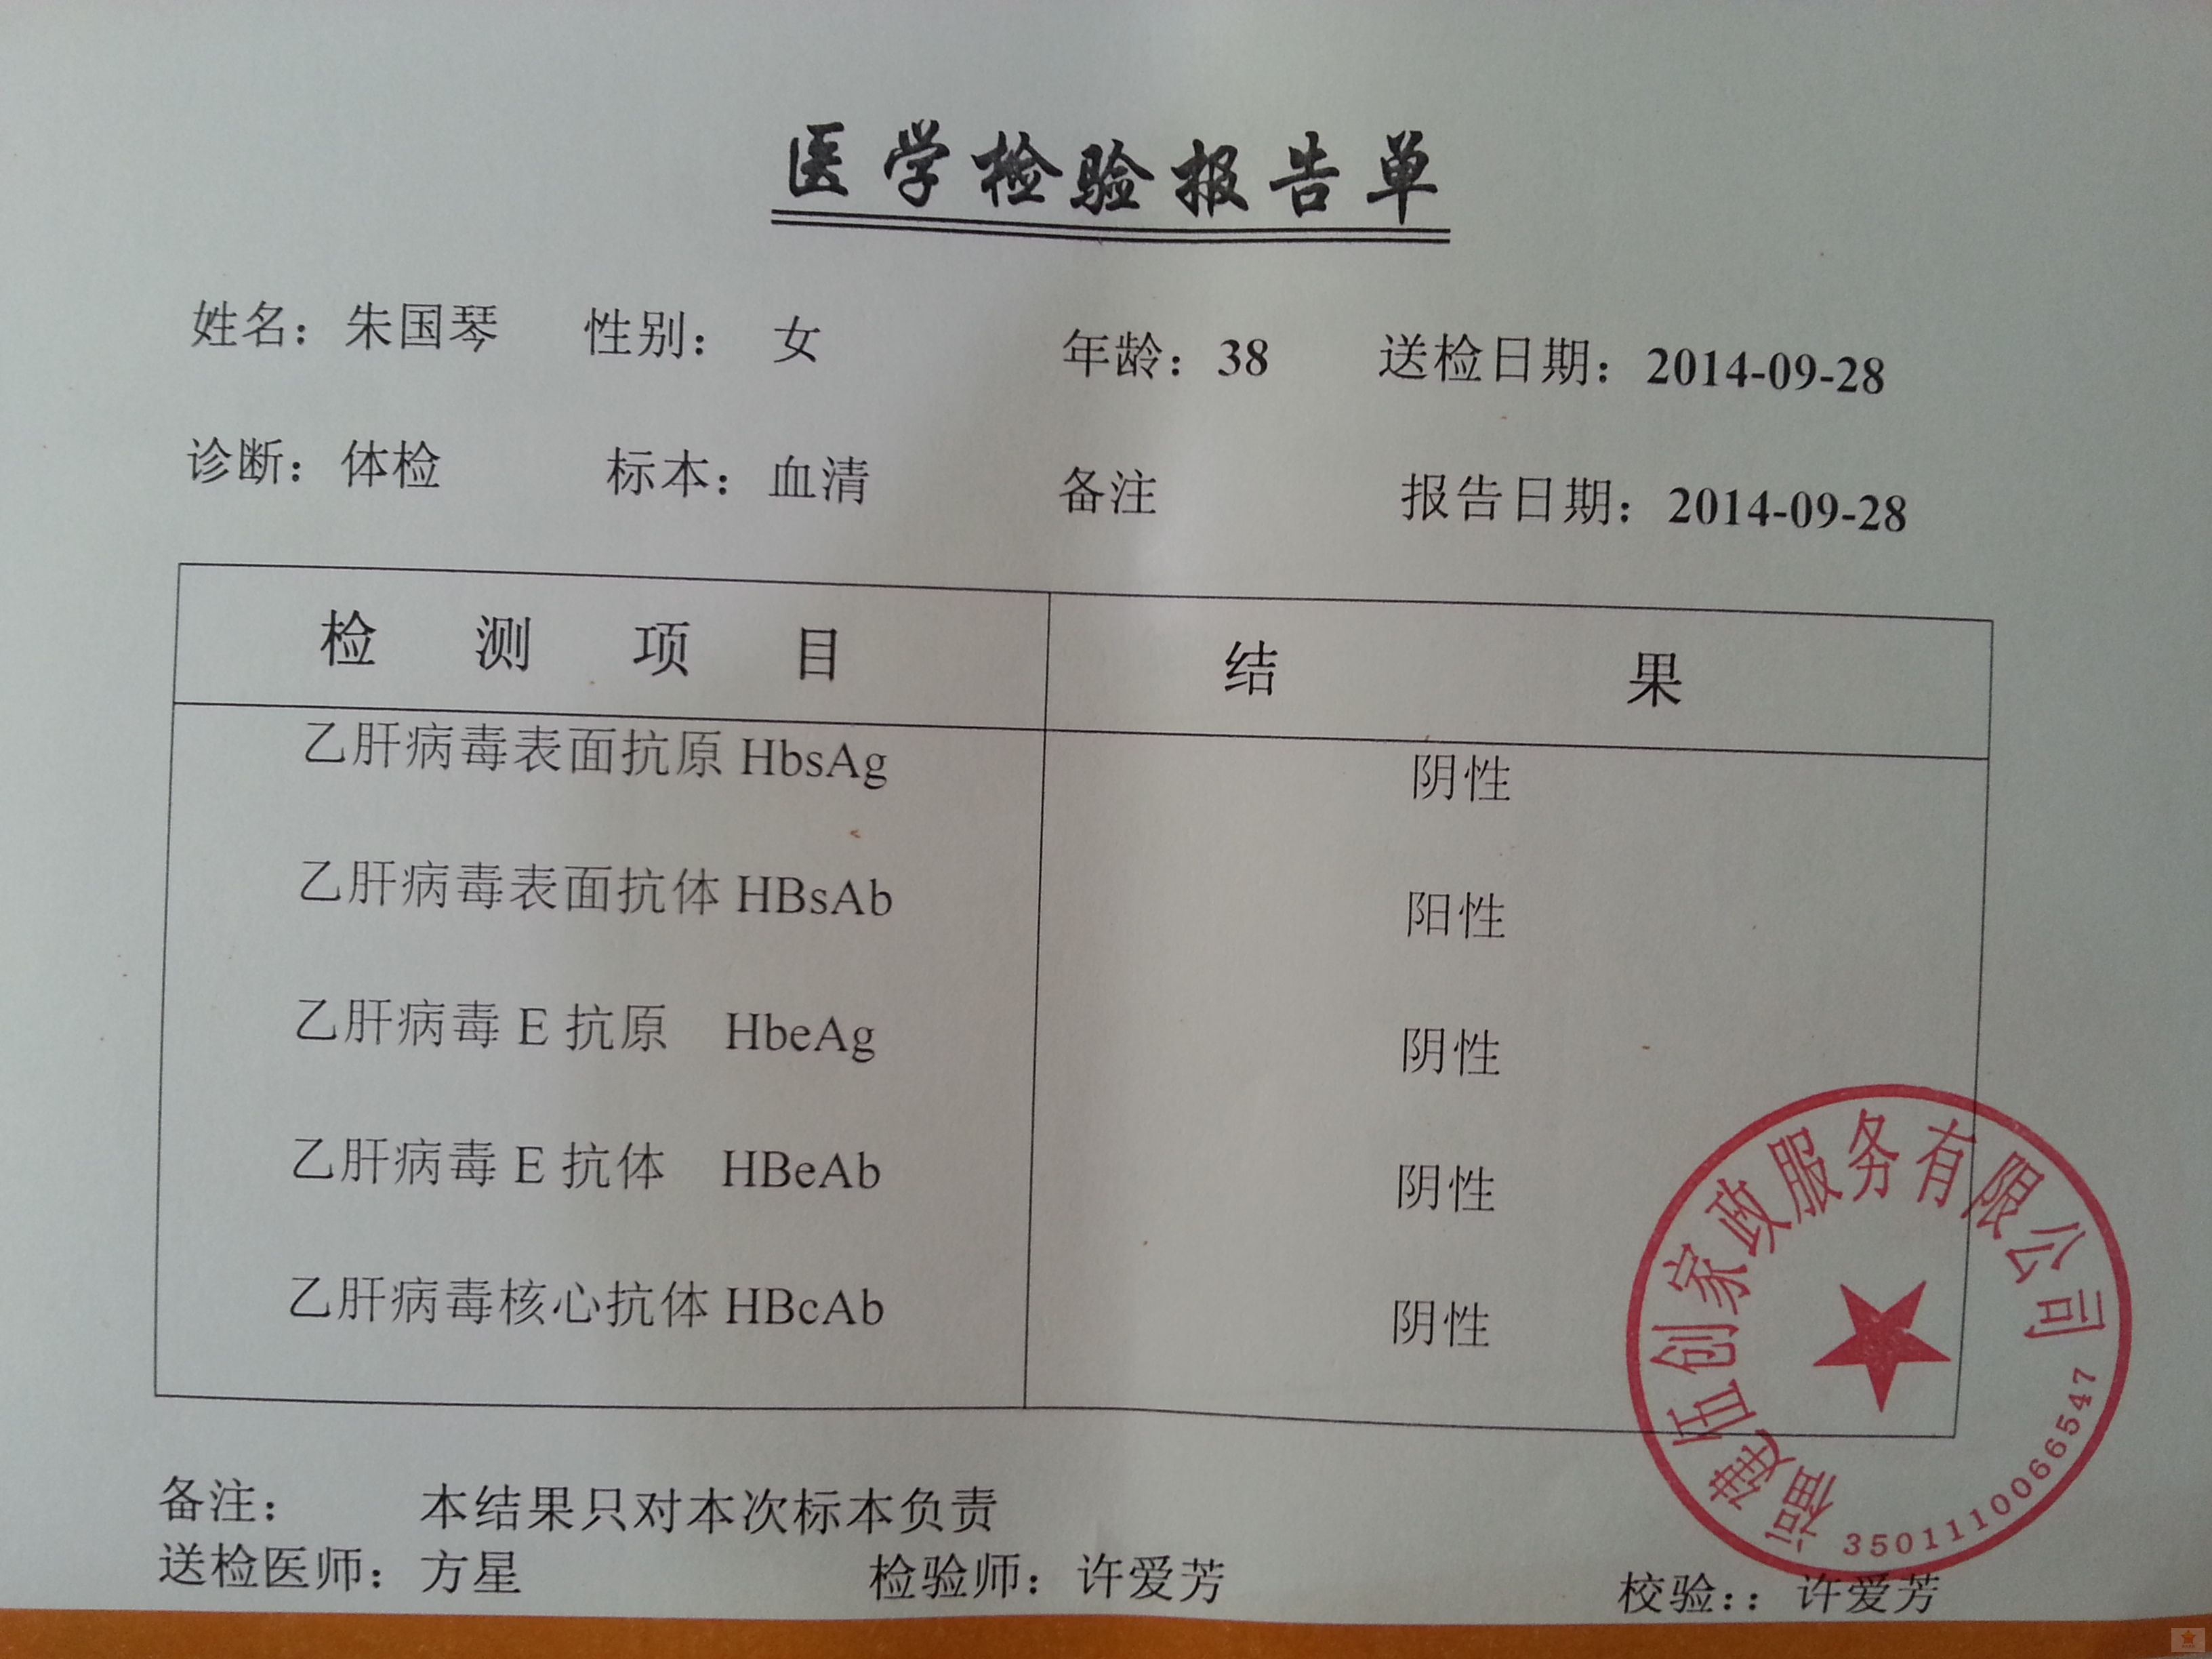 医学检验报告单
姓名：朱国琴 性别： 女 年龄：38 送检日期：2014-09-28
诊断：体检 标本：血清 备注 报告日期：2014-09-28
检测项目 结果
乙肝病毒表面抗原 HbsAg 阴性
乙肝病毒表面抗体 HBsAb 阳性
乙肝病毒 E 抗原 HbeAg 阴性
乙肝病毒 E 抗体 HBeAb 阴性
乙肝病毒核心抗体 HBcAb 阴性
福建伍创家政服务有限公司
3501110066547
备注： 本结果只对本次标本负责
送检医师：方星 检验师：许爱芳 校验：：许爱芳